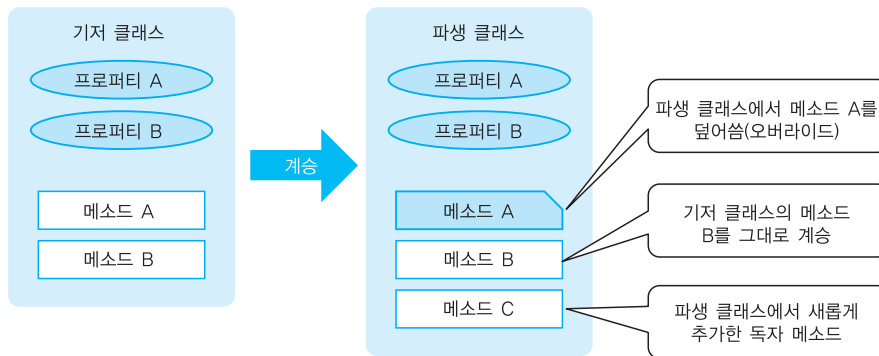 기저 클래스
프로퍼티 A
프로퍼티 B
메소드 A
메소드 B
계승
파생 클래스
프로퍼티 A
프로퍼티 B
메소드 A
메소드 B
메소드 C
파생 클래스에서 메소드 A를
덮어씀(오버라이드)
기저 클래스의 메소드
B를 그대로 계승
파생 클래스에서 새롭게
추가한 독자 메소드